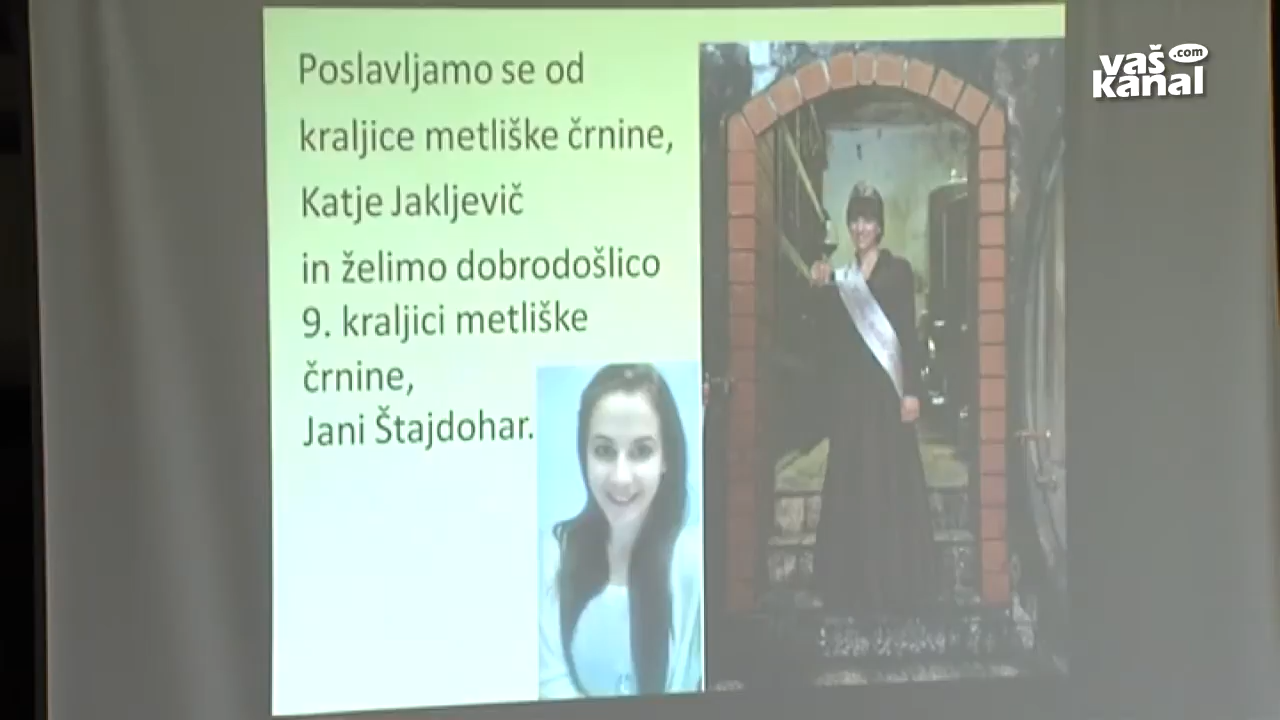 Poslavljamo se od
kraljice metliške črnine,
Katje Jakljevič
in želimo dobrodošlico
9. kraljici metliške
črnine,
Jani Štajdohar.
vaš
kanal
.com